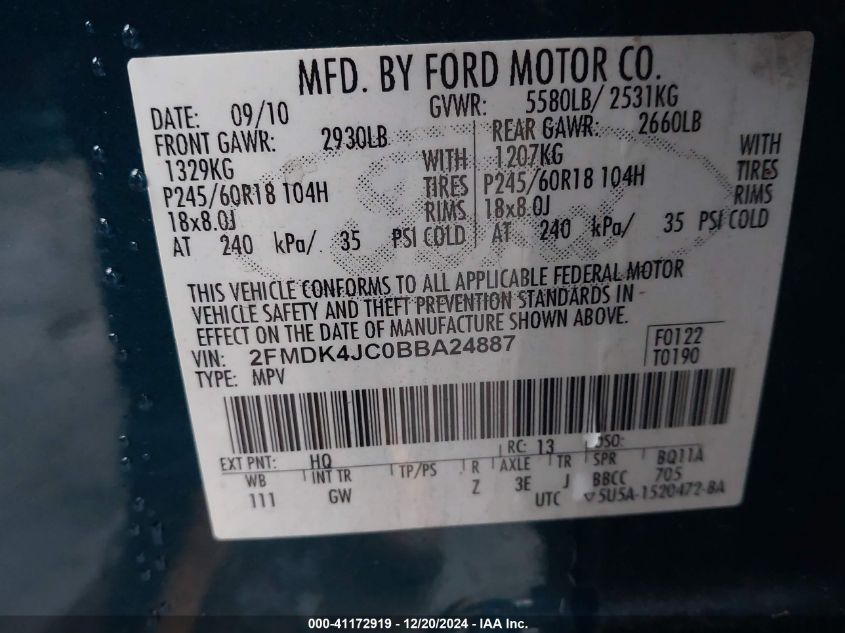 MFD. BY FORD MOTOR CO.
DATE: 09/10 GVWR: 5580LB/ 2531KG
FRONT GAWR: 2930LB REAR GAWR: 2660LB
1329KG WITH 1207KG WITH
P245/60R18 104H TIRES P245/60R18 104H TIRES
18x8.0J RIMS 18x8.0J RIMS
AT 240 kPa/ 35 PSI COLD AT 240 kPa/ 35 PSI COLD
THIS VEHICLE CONFORMS TO ALL APPLICABLE FEDERAL MOTOR
VEHICLE SAFETY AND THEFT PREVENTION STANDARDS IN
EFFECT ON THE DATE OF MANUFACTURE SHOWN ABOVE.
VIN: 2FMDK4JC0BBA24887 F0122
TYPE: MPV T0190
RC: 13 DSO:
EXT PNT: HQ BQ11A
WB INT TR TP/PS R AXLE TR SPR 705
111 GW Z 3E J BBCC
UTC ▽5U5A-1520472-BA
000-41172919 / 12/20/2024 - IAA Inc.